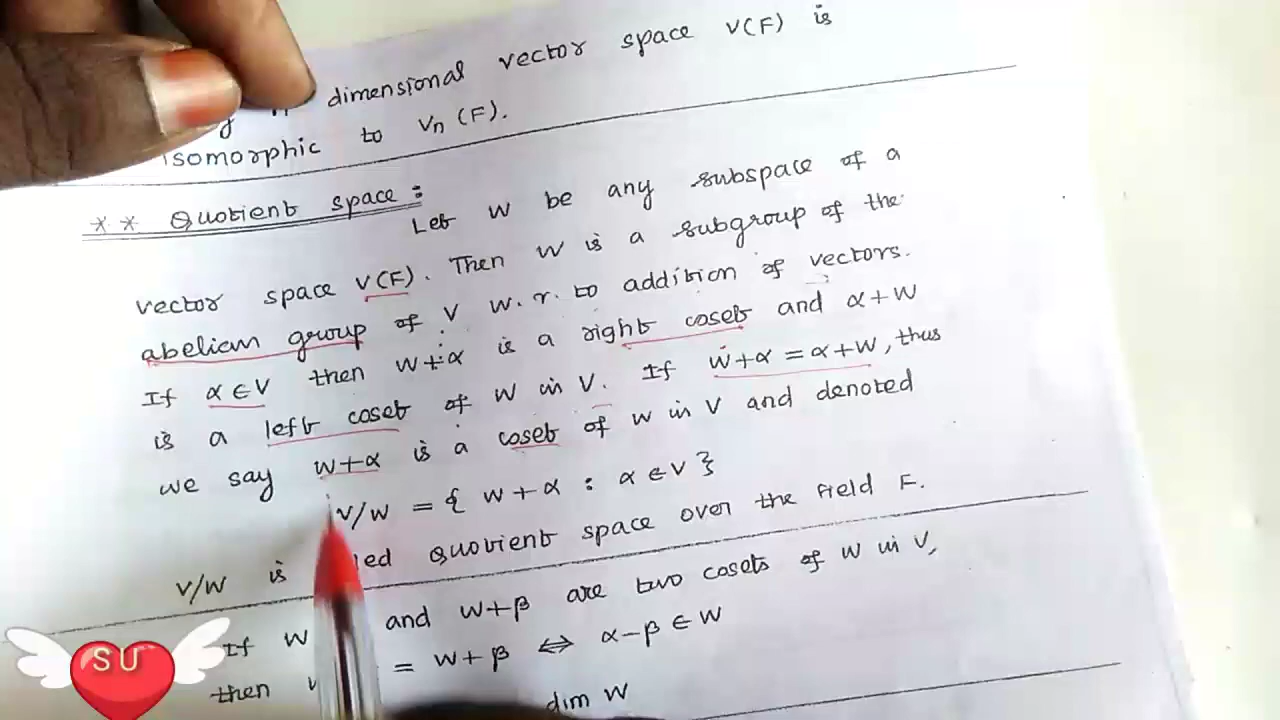 dimensional vector space V(F) is
isomorphic to Vn (F).
** Quotient space :
Let W be any subspace of a
vector space V(F). Then W is a subgroup of the
abelian group of V w.r.to addition of vectors.
If α ∈ V then W+α is a right coset and α+W
is a left coset of W in V. If W+α = α+W, thus
we say W+α is a coset of W in V and denoted
V/W = { W+α : α ∈ V }
V/W is Quotient space over the field F.
If W and W+β are two cosets of W in V,
then = W+β ⇔ α-β ∈ W
dim W
SU